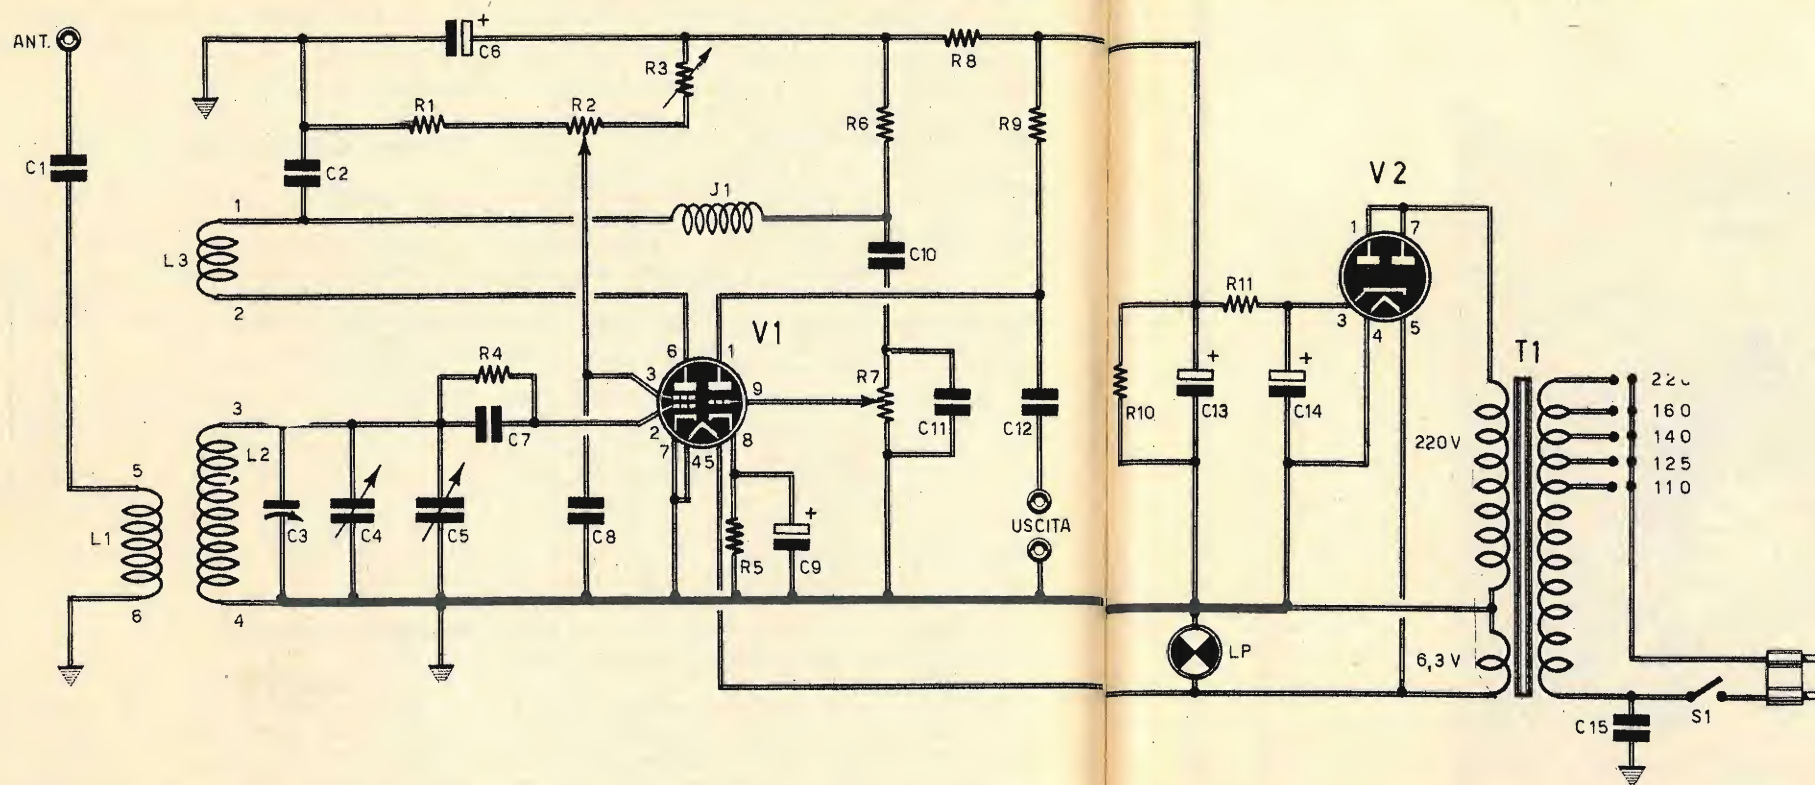 ANT.
+
C6
R8
R3
R1
R2
R6
R9
C1
C2
V2
J1
1
1
7
L3
C10
R11
2
V1
3
4
5
T1
6
1
R4
3
9
R7
+
+
160
R10
C13
C14
140
3
2
C7
C11
C12
220V
L2
7
45
8
125
110
5
USCITA
L1
C3
C4
C5
C8
R5
+
C9
6
4
LP
6,3 V
C15
S1